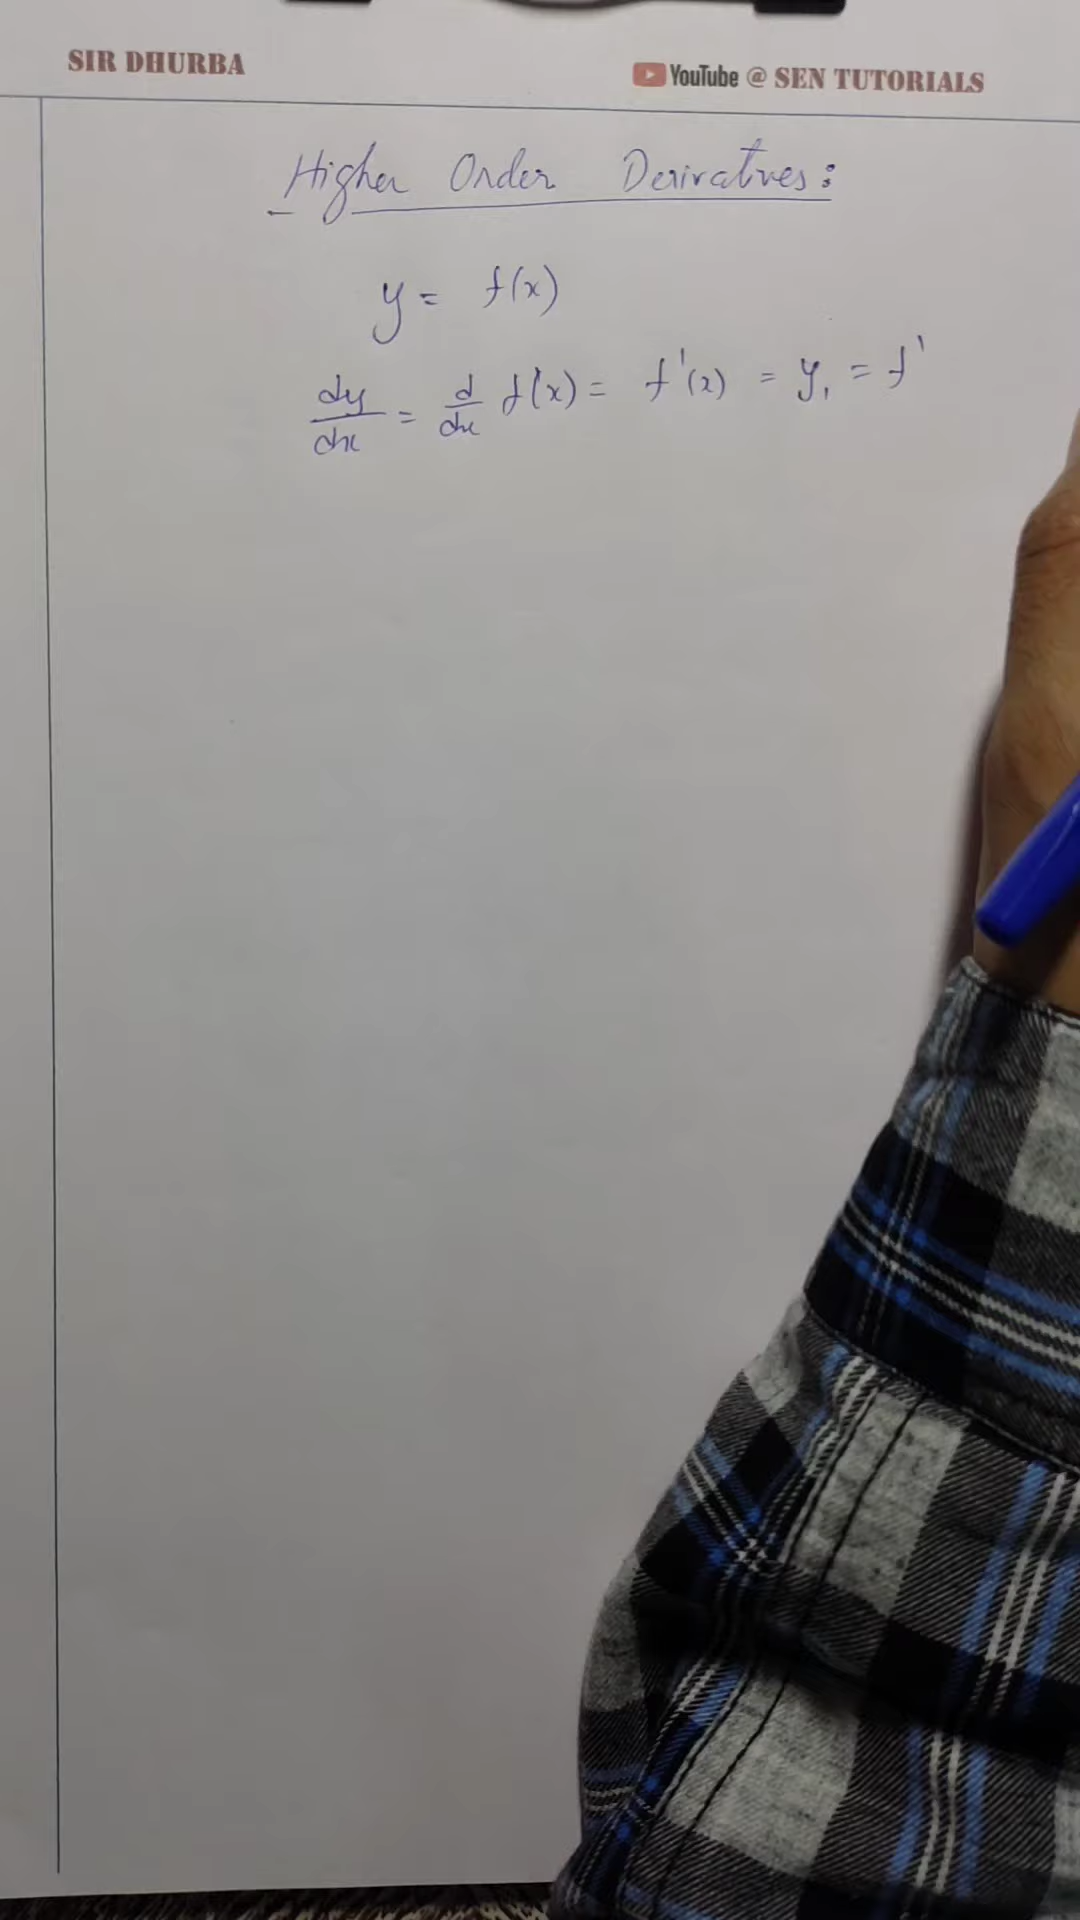 SIR DHURBA
YouTube @ SEN TUTORIALS
Higher Order Derivatives:
y = f(x)
dy/dx = d/dx f(x) = f'(x) = y₁ = f'